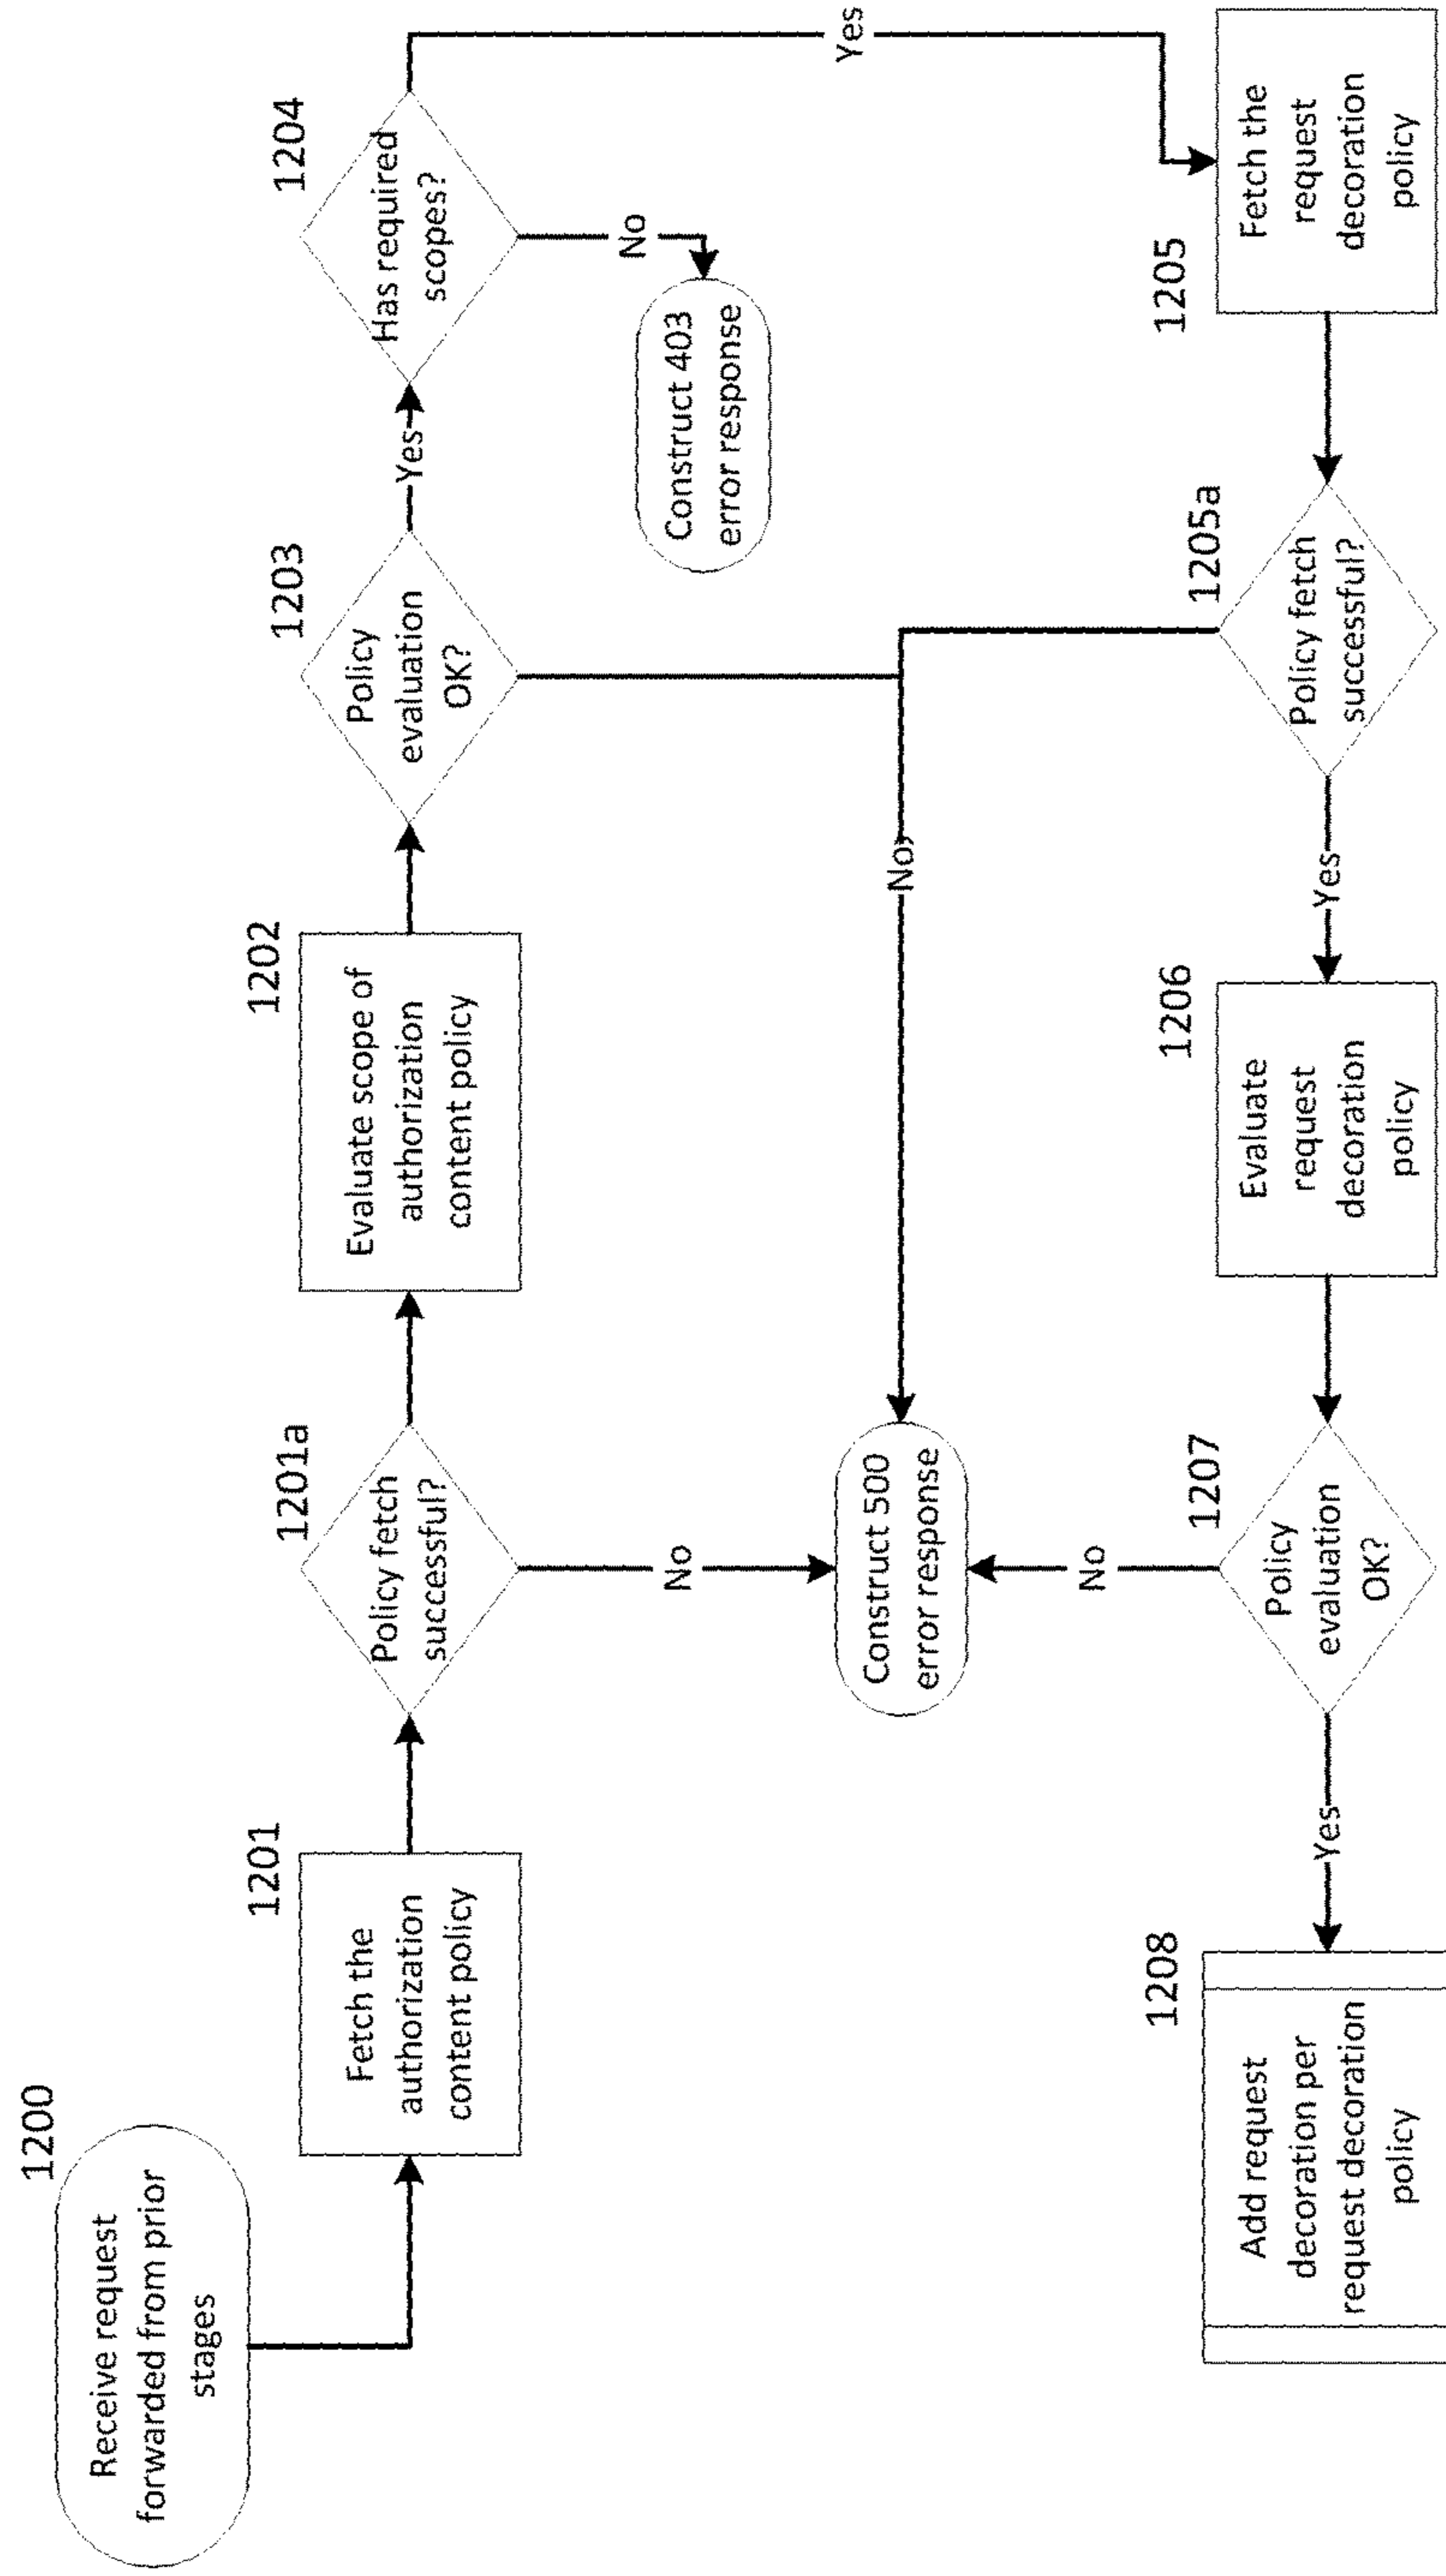 1200
Receive request
forwarded from prior
stages
1201
Fetch the
authorization
content policy
1201a
Policy fetch
successful?
No
1202
Evaluate scope of
authorization
content policy
1203
Policy
evaluation
OK?
Yes
1204
Has required
scopes?
No
Construct 403
error response
Yes
No,
Construct 500
error response
1205
Fetch the
request
decoration
policy
1205a
Policy fetch
successful?
Yes
1206
Evaluate
request
decoration
policy
1207
Policy
evaluation
OK?
No
Yes
1208
Add request
decoration per
request decoration
policy